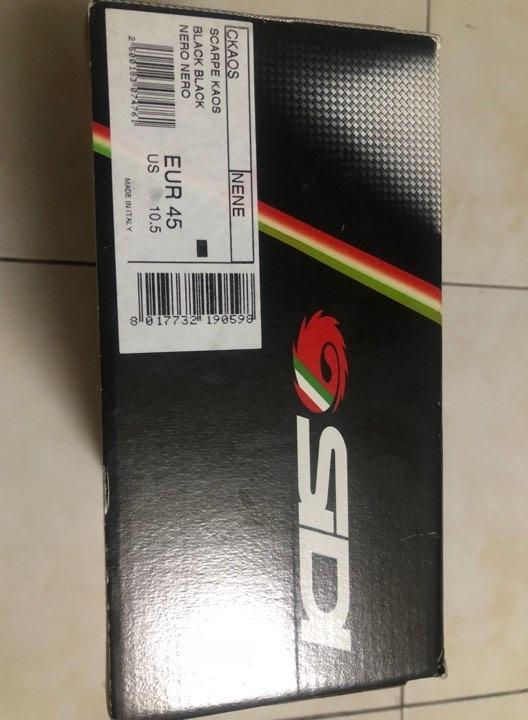 CKAOS
NENE
SCARPE KAOS
BLACK BLACK
NERO NERO
EUR 45
US 10.5
MADE IN ITALY
8 017732 190598
SIDI